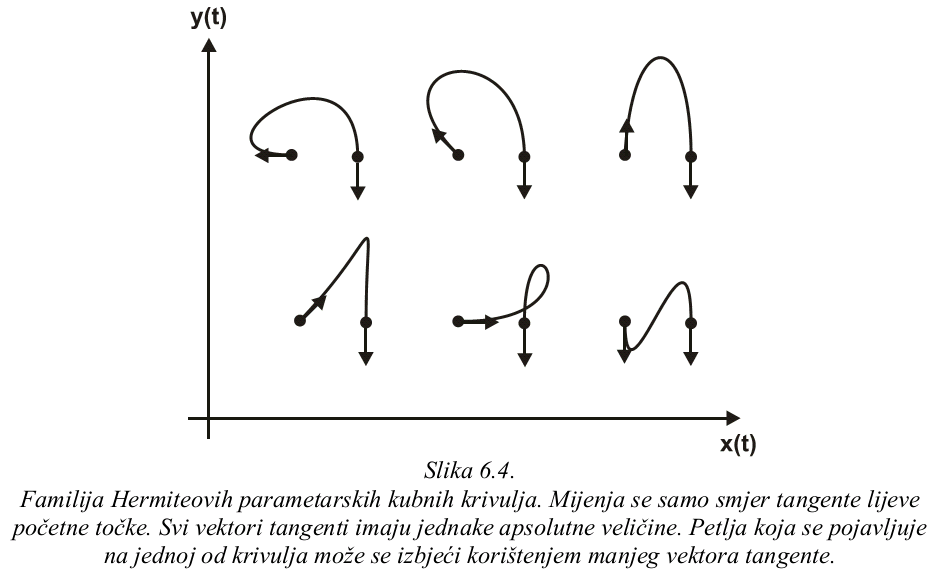 y(t)
x(t)
Slika 6.4.
Familija Hermiteovih parametarskih kubnih krivulja. Mijenja se samo smjer tangente lijeve
početne točke. Svi vektori tangenti imaju jednake apsolutne veličine. Petlja koja se pojavljuje
na jednoj od krivulja može se izbjeći korištenjem manjeg vektora tangente.